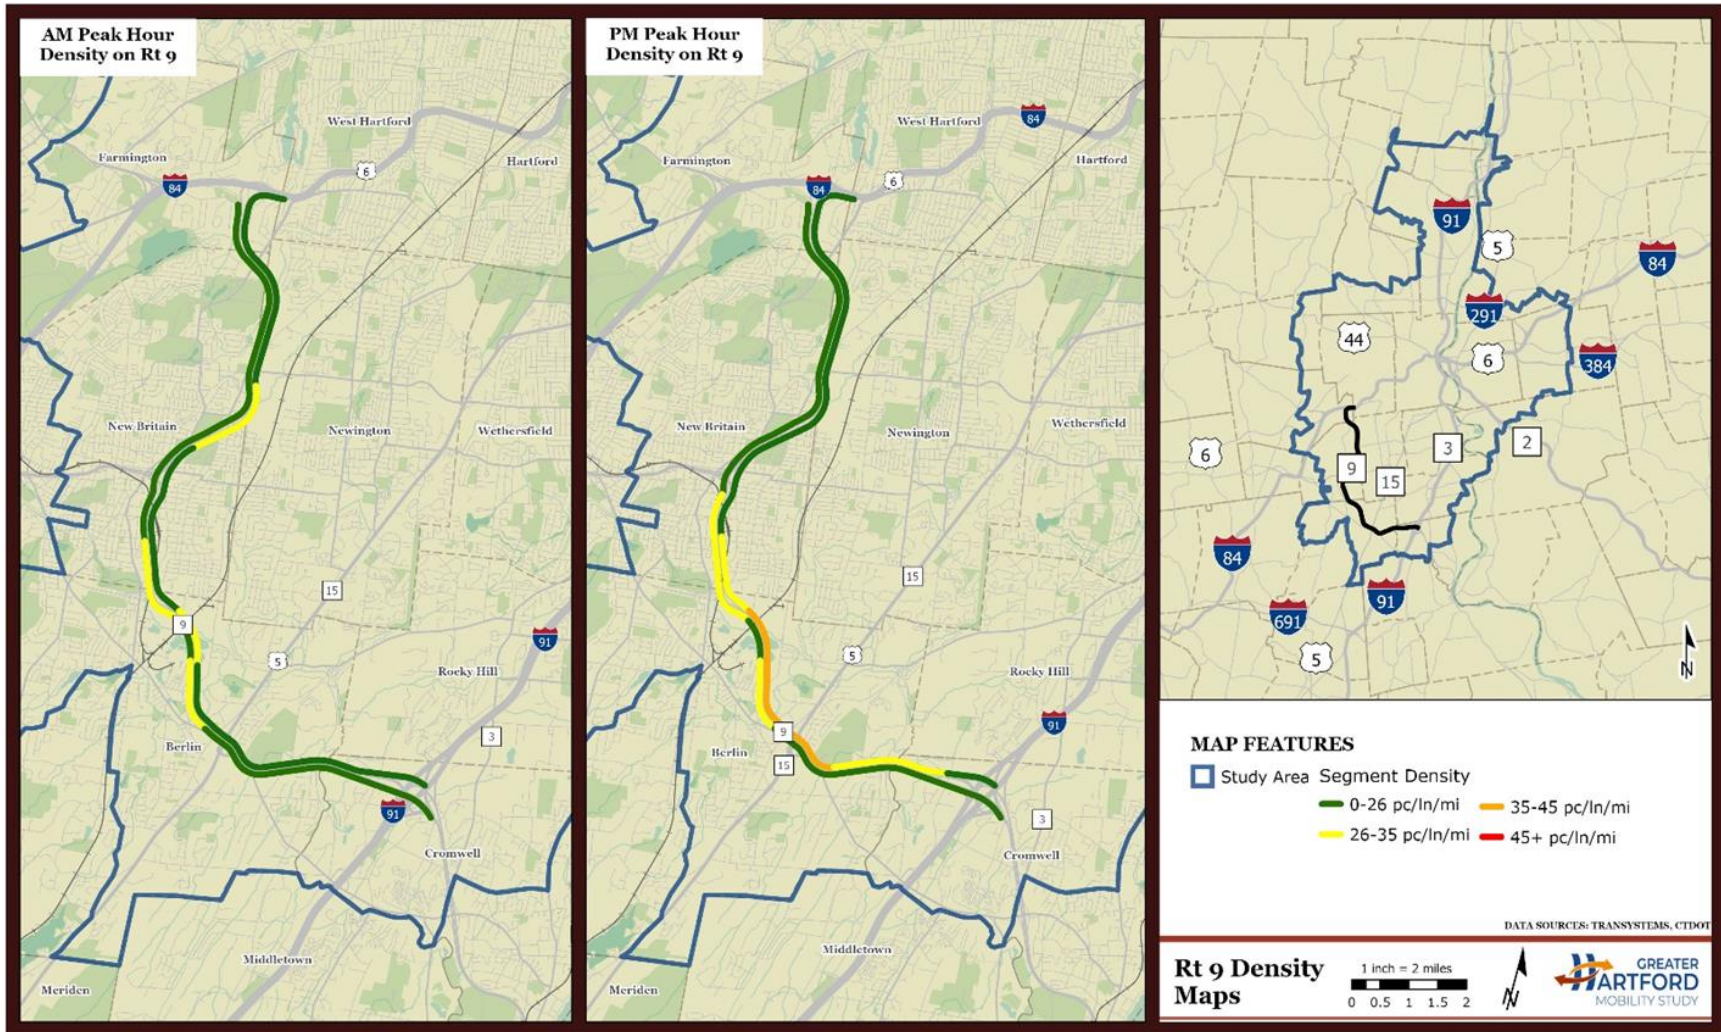 AM Peak Hour
Density on Rt 9
West Hartford
Farmington
Hartford
6
84
New Britain
Newington
Wethersfield
15
9
91
5
Rocky Hill
3
Berlin
91
Cromwell
Middletown
Meriden
PM Peak Hour
Density on Rt 9
84
West Hartford
Farmington
Hartford
6
84
New Britain
Newington
Wethersfield
15
5
Rocky Hill
91
9
Berlin
15
3
Cromwell
Middletown
Meriden
91
5
84
291
44
6
384
3
2
6
9
15
84
91
691
5
N
MAP FEATURES
Study Area
Segment Density
0-26 pc/ln/mi
35-45 pc/ln/mi
26-35 pc/ln/mi
45+ pc/ln/mi
DATA SOURCES: TRANSYSTEMS, CTDOT
Rt 9 Density
Maps
1 inch = 2 miles
0 0.5 1 1.5 2
N
GREATER
HARTFORD
MOBILITY STUDY